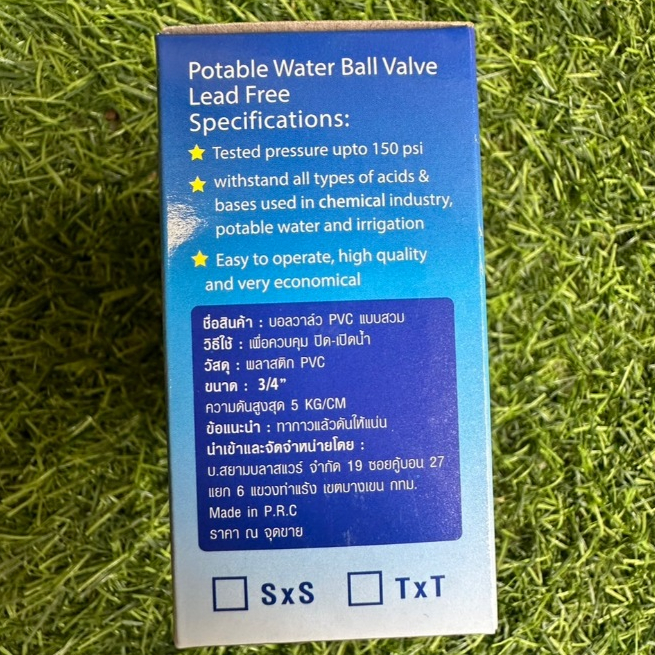 Potable Water Ball Valve
Lead Free
Specifications:
Tested pressure upto 150 psi
withstand all types of acids &
bases used in chemical industry,
potable water and irrigation
Easy to operate, high quality
and very economical
ชื่อสินค้า : บอลวาล์ว PVC แบบสวม
วิธีใช้ : เพื่อควบคุม ปิด-เปิดน้ำ
วัสดุ : พลาสติก PVC
ขนาด : 3/4”
ความดันสูงสุด 5 KG/CM
ข้อแนะนำ : ทากาวแล้วดันให้แน่น
นำเข้าและจัดจำหน่ายโดย :
บ.สยามบลาสแวร์ จำกัด 19 ซอยคู้บอน 27
แยก 6 แขวงท่าแร้ง เขตบางเขน กทม.
Made in P.R.C
ราคา ณ จุดขาย
SxS TxT